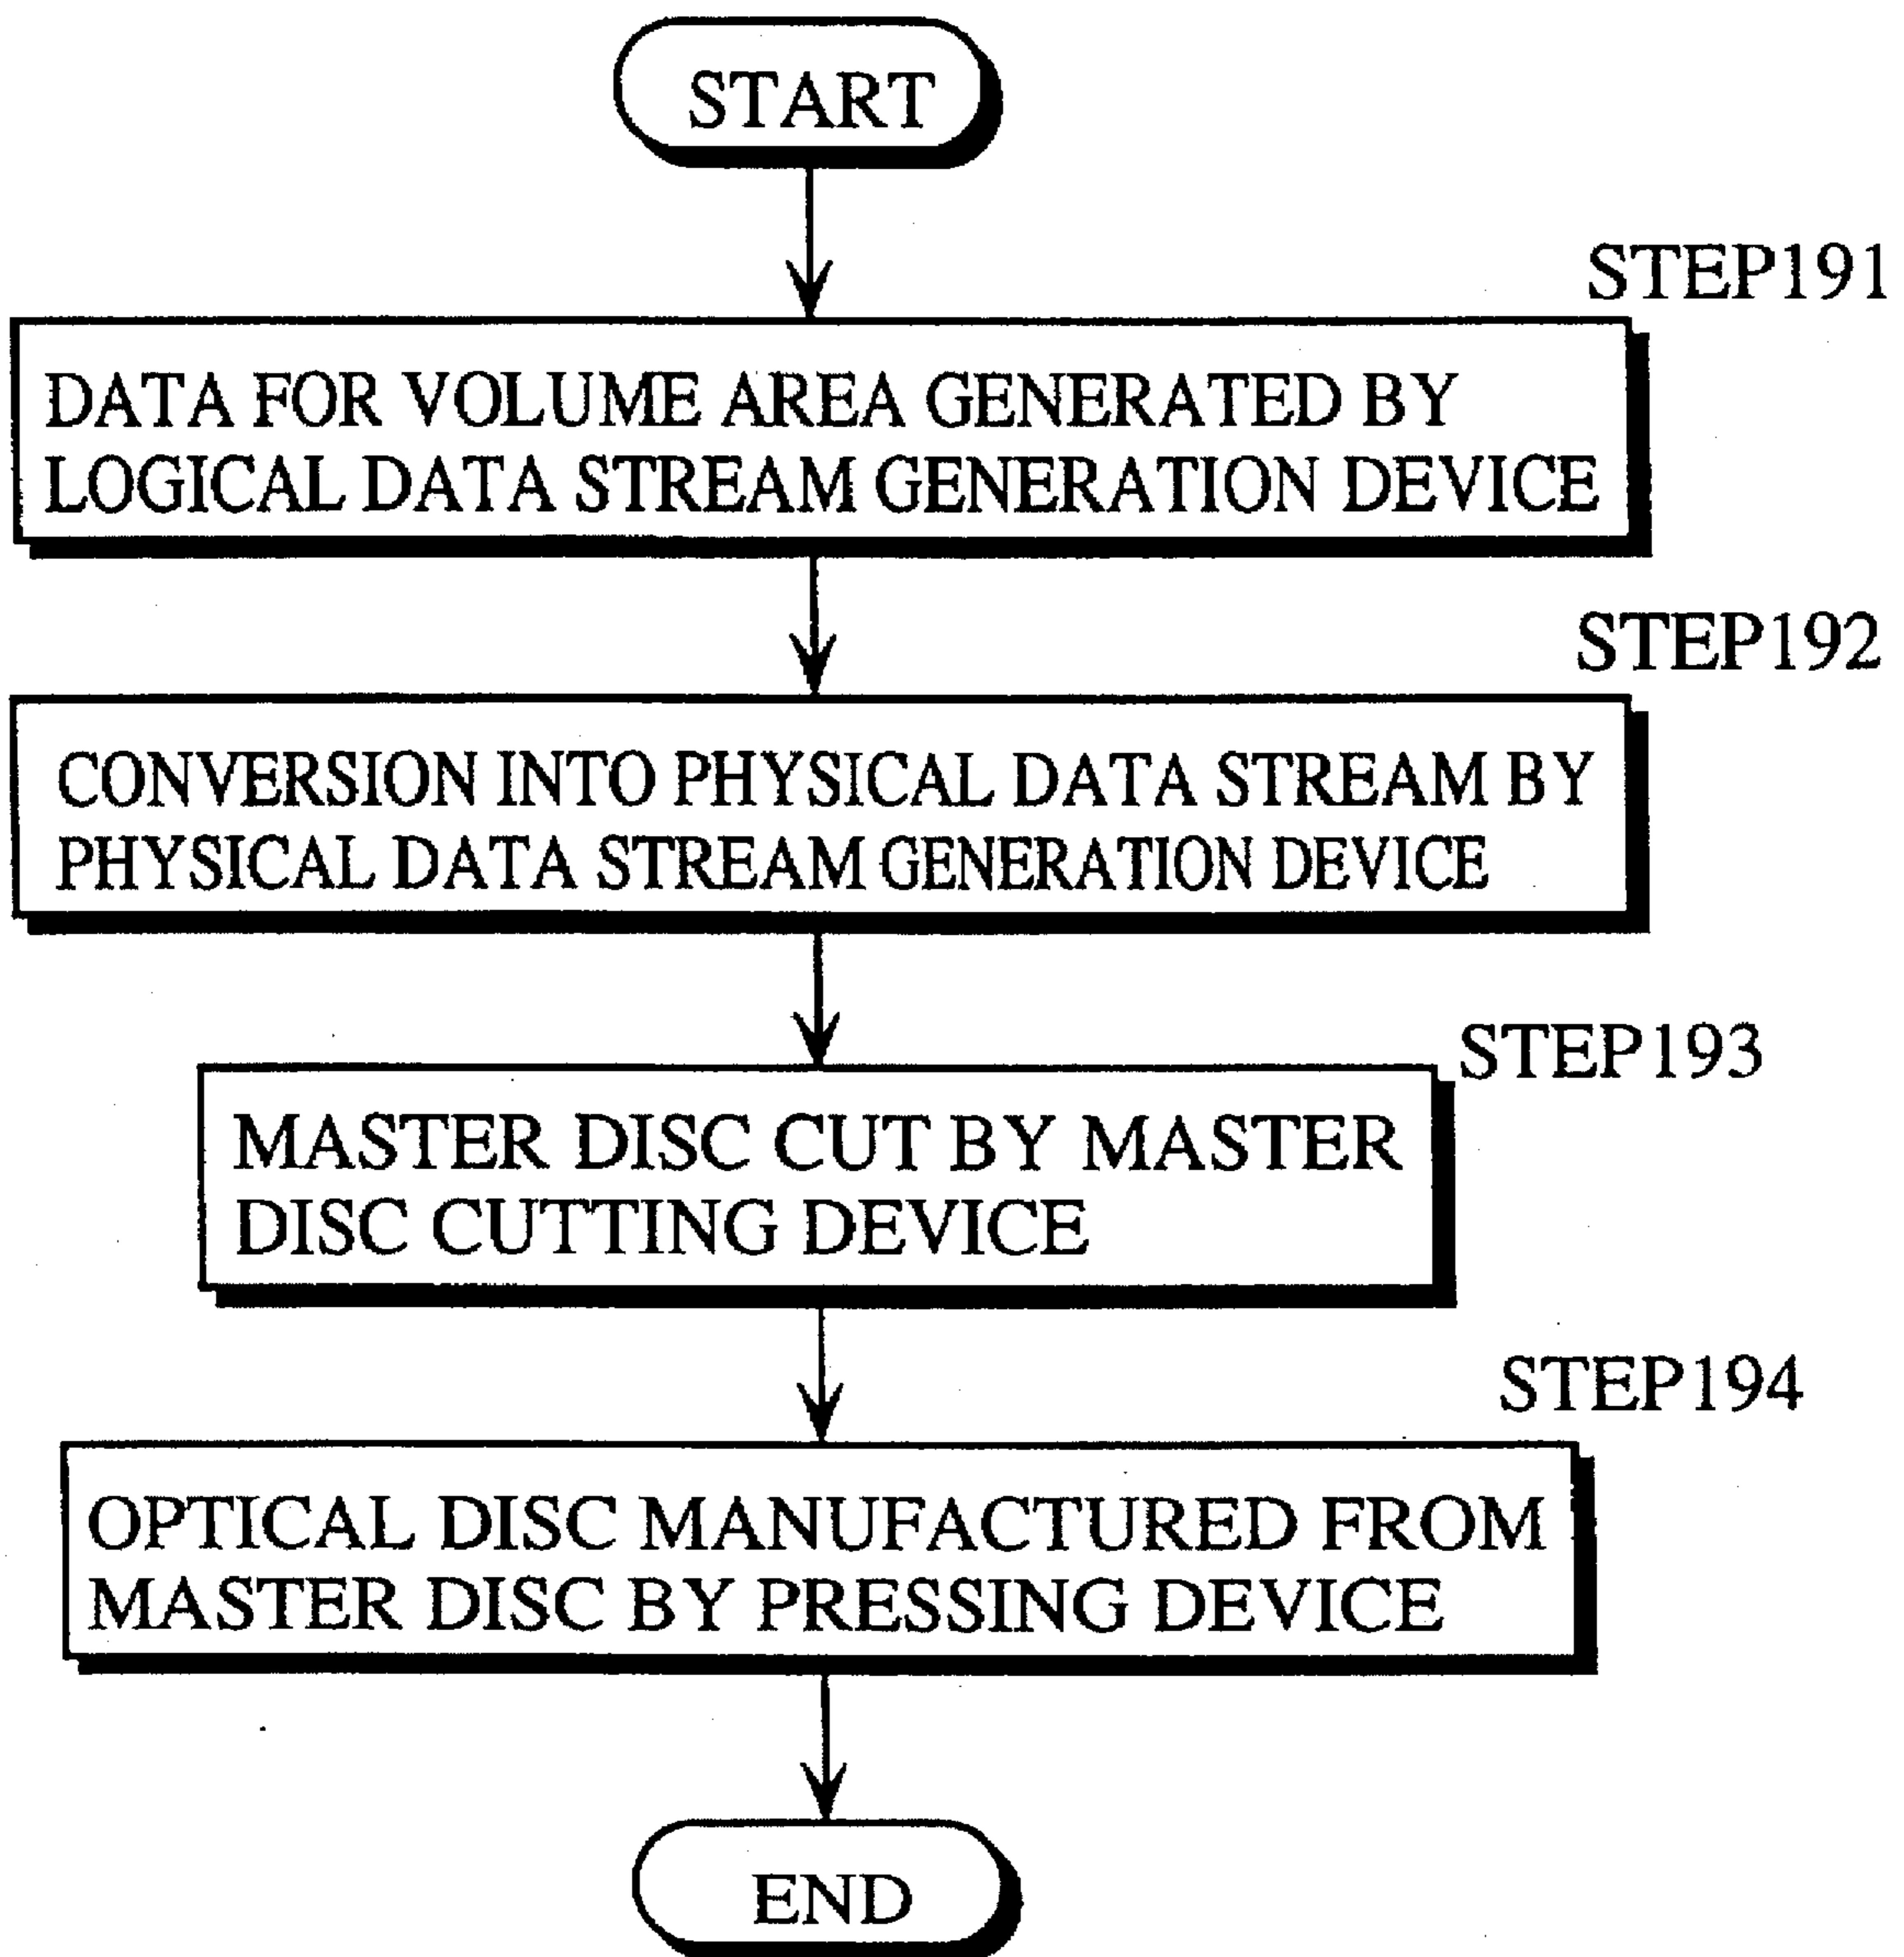 START
STEP191
DATA FOR VOLUME AREA GENERATED BY
LOGICAL DATA STREAM GENERATION DEVICE
STEP192
CONVERSION INTO PHYSICAL DATA STREAM BY
PHYSICAL DATA STREAM GENERATION DEVICE
STEP193
MASTER DISC CUT BY MASTER
DISC CUTTING DEVICE
STEP194
OPTICAL DISC MANUFACTURED FROM
MASTER DISC BY PRESSING DEVICE
END